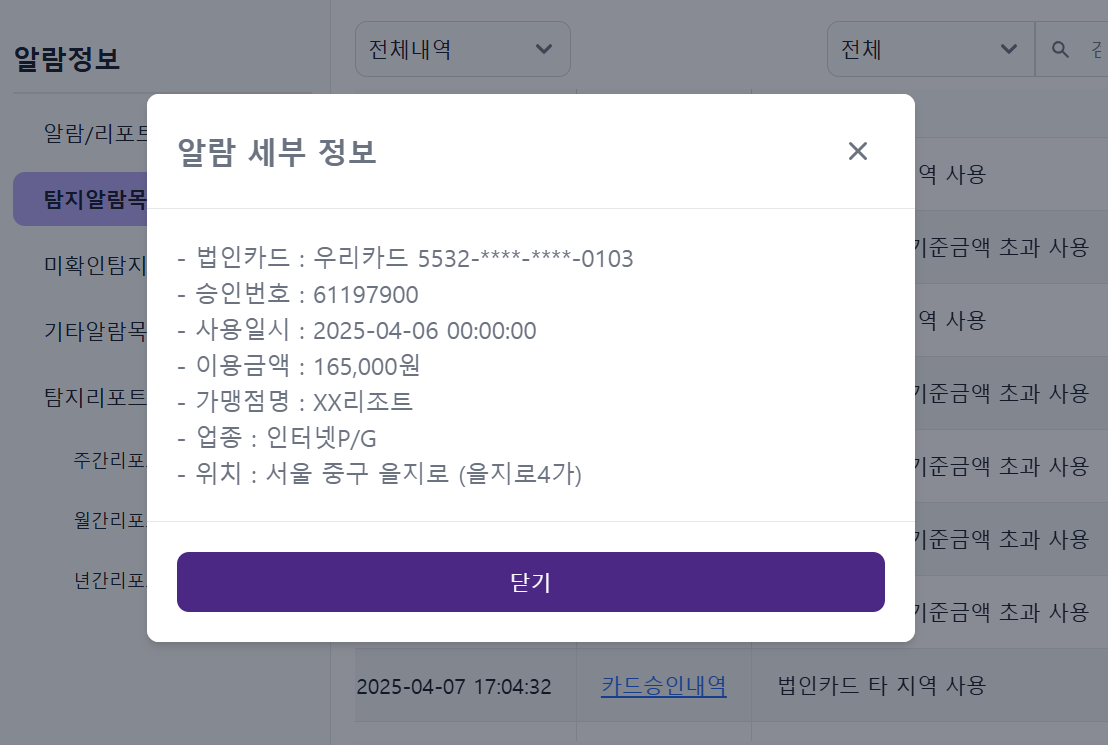 알람정보
전체내역
전체
알람/리포트
탐지알람목
미확인탐지
기타알람목
탐지리포트
주간리포
월간리포
년간리포
알람 세부 정보
- 법인카드 : 우리카드 5532-****-****-0103
- 승인번호 : 61197900
- 사용일시 : 2025-04-06 00:00:00
- 이용금액 : 165,000원
- 가맹점명 : XX리조트
- 업종 : 인터넷P/G
- 위치 : 서울 중구 을지로 (을지로4가)
닫기
역 사용
기준금액 초과 사용
역 사용
기준금액 초과 사용
기준금액 초과 사용
기준금액 초과 사용
기준금액 초과 사용
2025-04-07 17:04:32 카드승인내역 법인카드 타 지역 사용